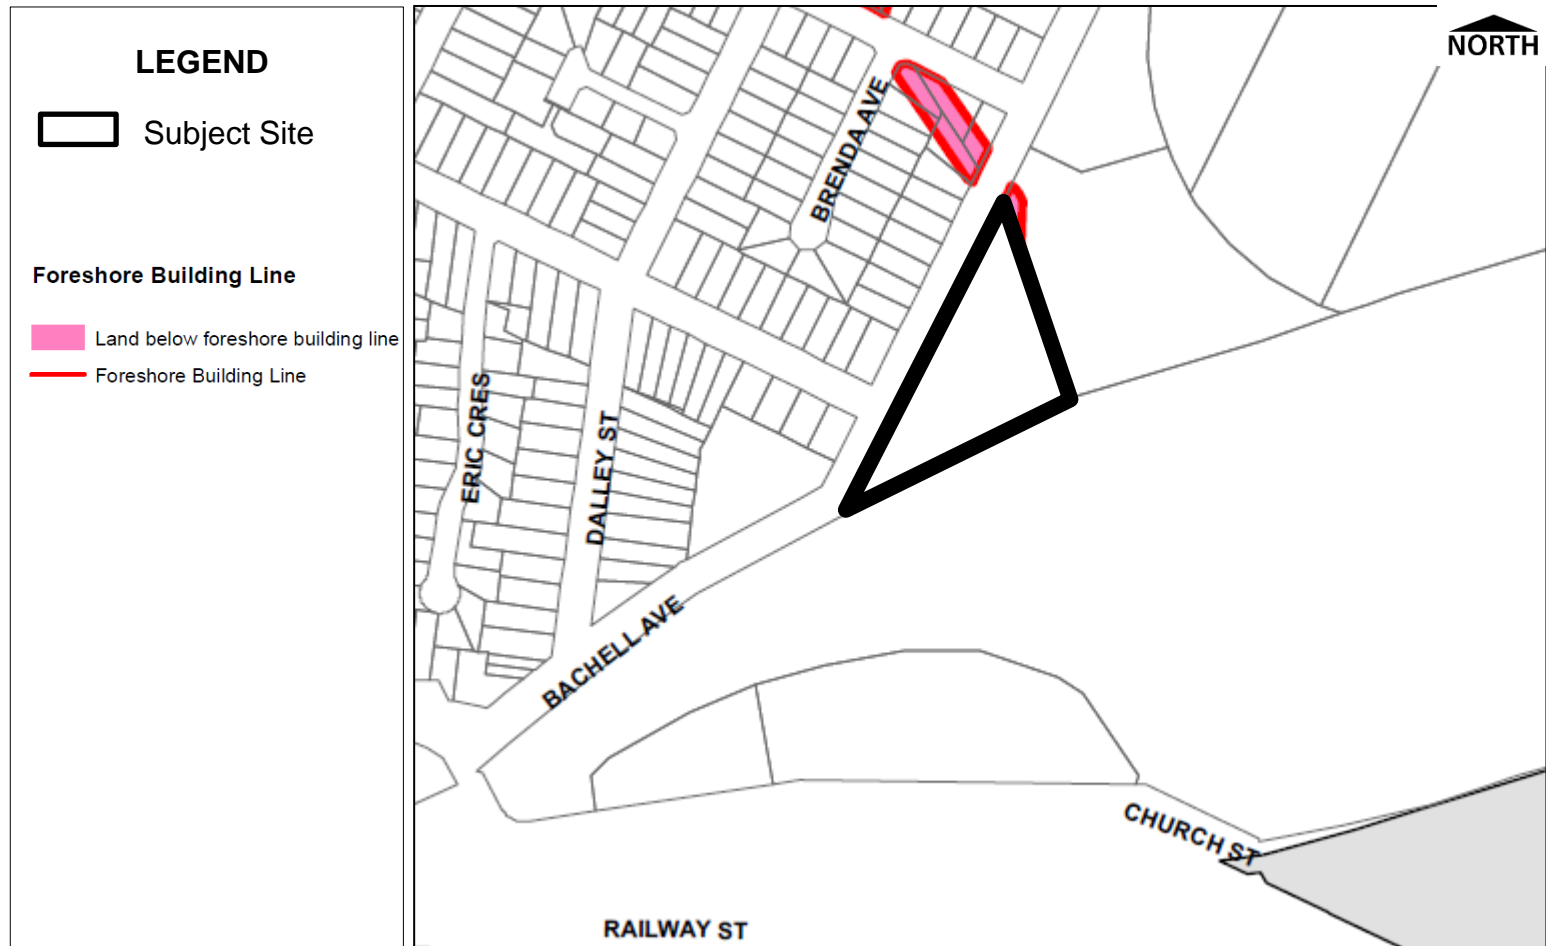 LEGEND
Subject Site
Foreshore Building Line
Land below foreshore building line
Foreshore Building Line
NORTH
BRENDA AVE
ERIC CRES
DALLEY ST
BACHELL AVE
CHURCH ST
RAILWAY ST